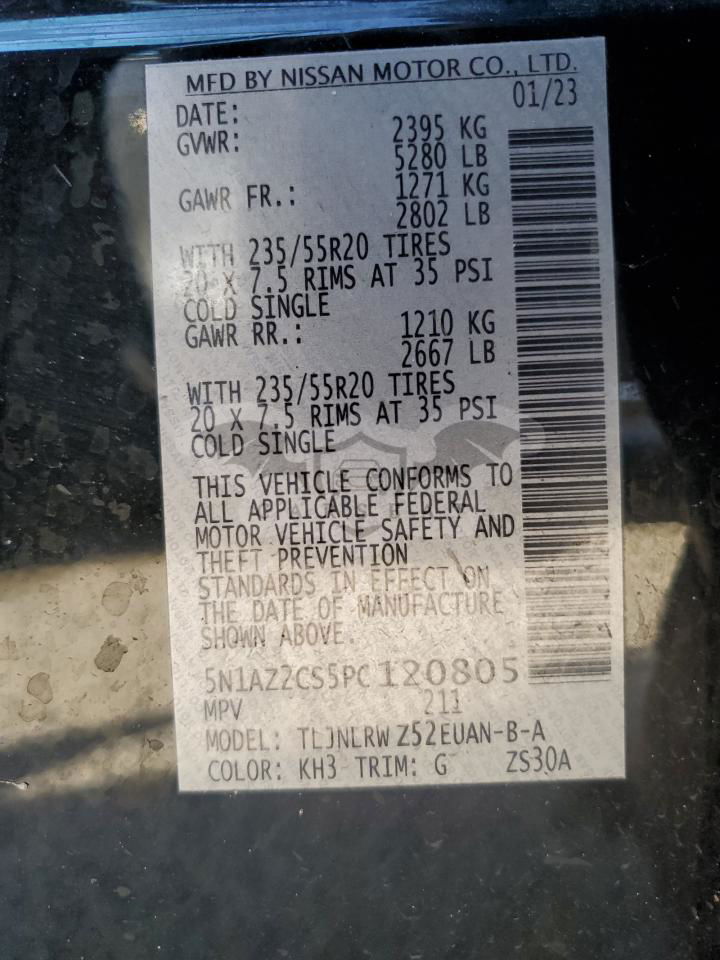 MFD BY NISSAN MOTOR CO., LTD.
DATE: 01/23
GVWR: 2395 KG
5280 LB
GAWR FR.: 1271 KG
2802 LB
WITH 235/55R20 TIRES
20 X 7.5 RIMS AT 35 PSI
COLD SINGLE
GAWR RR.: 1210 KG
2667 LB
WITH 235/55R20 TIRES
20 X 7.5 RIMS AT 35 PSI
COLD SINGLE
THIS VEHICLE CONFORMS TO
ALL APPLICABLE FEDERAL
MOTOR VEHICLE SAFETY AND
THEFT PREVENTION
STANDARDS IN EFFECT ON
THE DATE OF MANUFACTURE
SHOWN ABOVE.
5N1AZ2CS5PC120805
MPV 211
MODEL: Z52EUAN-B-A
COLOR: KH3 TRIM: G ZS30A